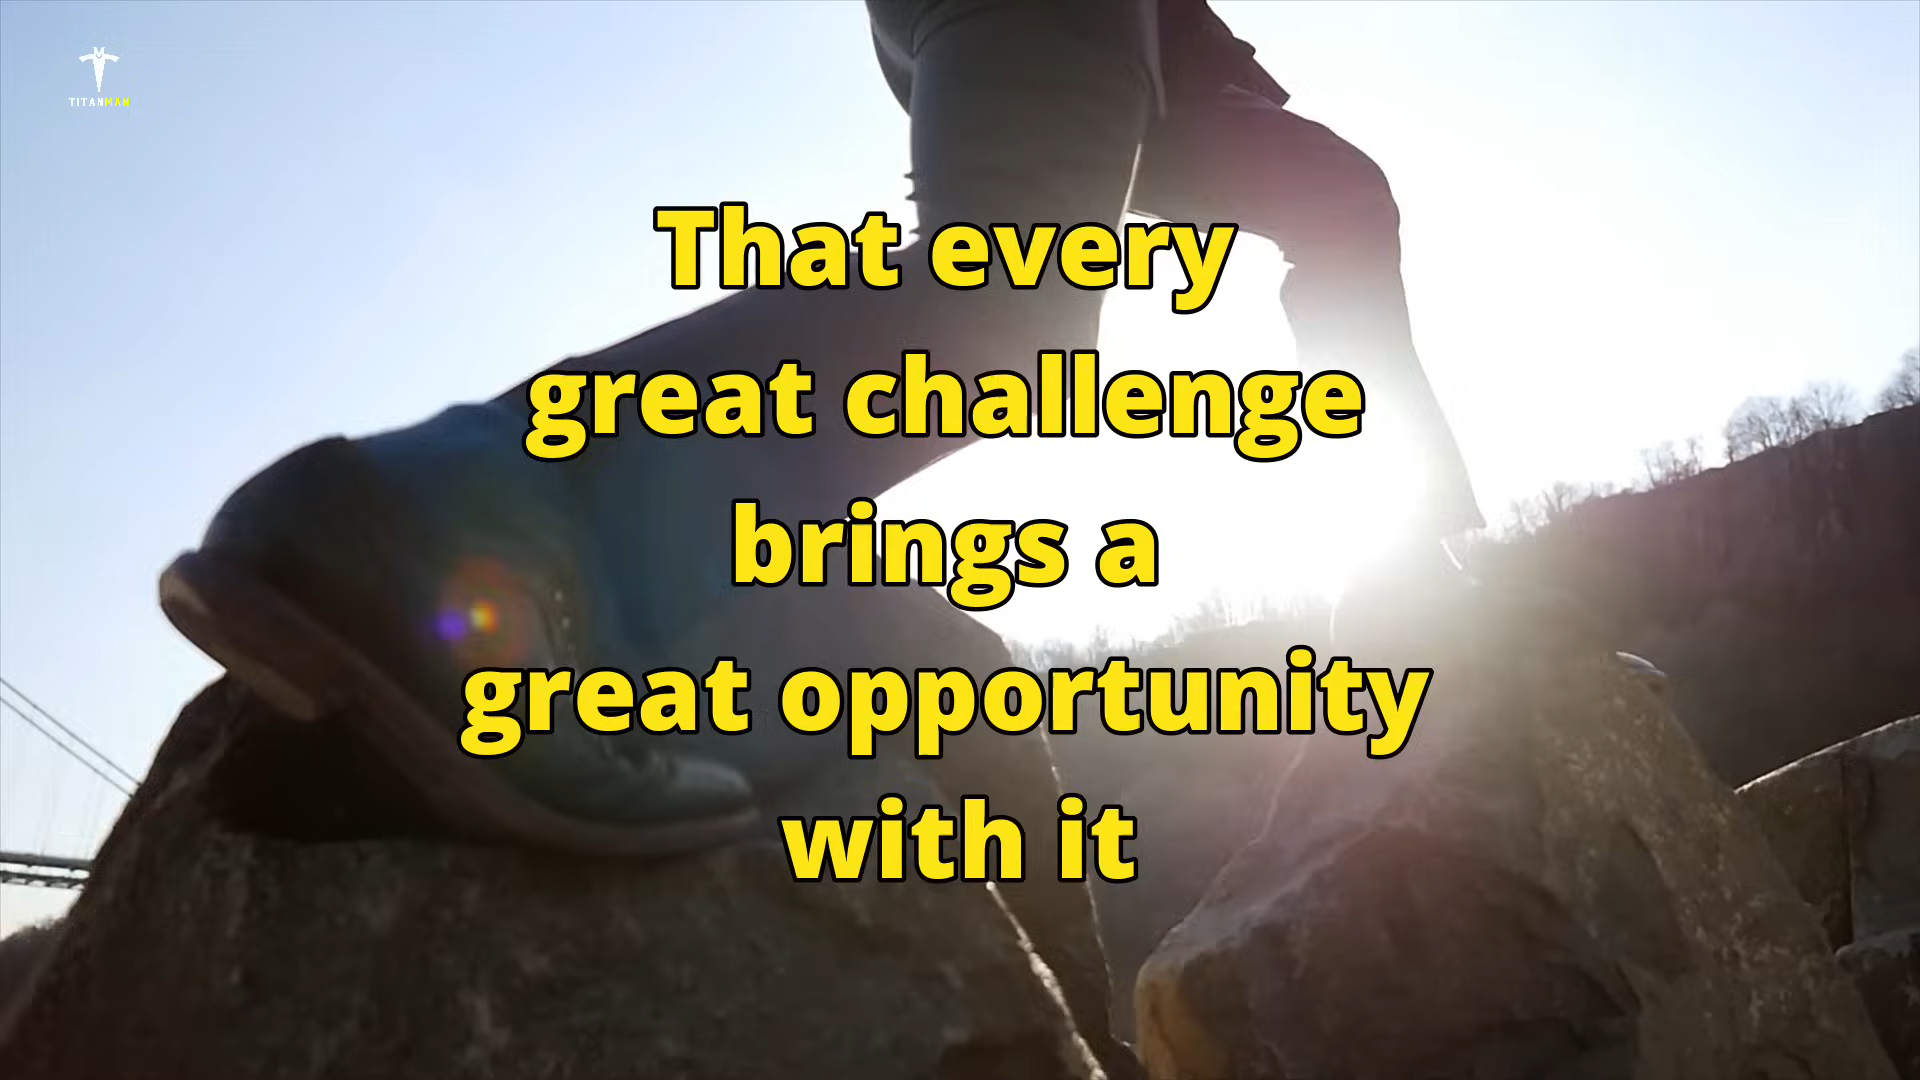 TITANMAN
That every
great challenge
brings a
great opportunity
with it